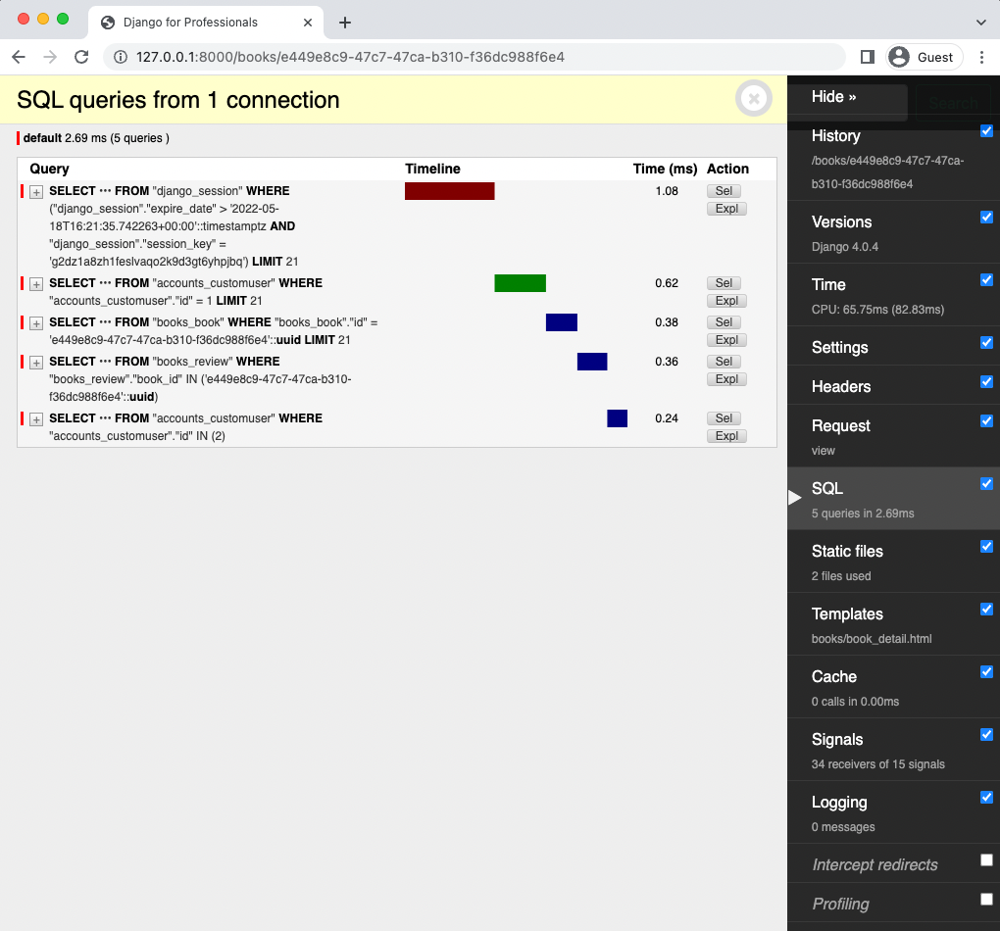 Django for Professionals
127.0.0.1:8000/books/e449e8c9-47c7-47ca-b310-f36dc988f6e4
Guest
SQL queries from 1 connection
default 2.69 ms (5 queries )
Query Timeline Time (ms) Action
SELECT ••• FROM "django_session" WHERE 1.08 Sel
("django_session"."expire_date" > '2022-05- Expl
18T16:21:35.742263+00:00'::timestamptz AND
"django_session"."session_key" =
'g2dz1a8zh1feslvaqo2k9d3gt6yhpjbq') LIMIT 21
SELECT ••• FROM "accounts_customuser" WHERE 0.62 Sel
"accounts_customuser"."id" = 1 LIMIT 21 Expl
SELECT ••• FROM "books_book" WHERE "books_book"."id" = 0.38 Sel
'e449e8c9-47c7-47ca-b310-f36dc988f6e4'::uuid LIMIT 21 Expl
SELECT ••• FROM "books_review" WHERE 0.36 Sel
"books_review"."book_id" IN ('e449e8c9-47c7-47ca-b310- Expl
f36dc988f6e4'::uuid)
SELECT ••• FROM "accounts_customuser" WHERE 0.24 Sel
"accounts_customuser"."id" IN (2) Expl
Hide »
Search
History
/books/e449e8c9-47c7-47ca-
b310-f36dc988f6e4
Versions
Django 4.0.4
Time
CPU: 65.75ms (82.83ms)
Settings
Headers
Request
view
SQL
5 queries in 2.69ms
Static files
2 files used
Templates
books/book_detail.html
Cache
0 calls in 0.00ms
Signals
34 receivers of 15 signals
Logging
0 messages
Intercept redirects
Profiling